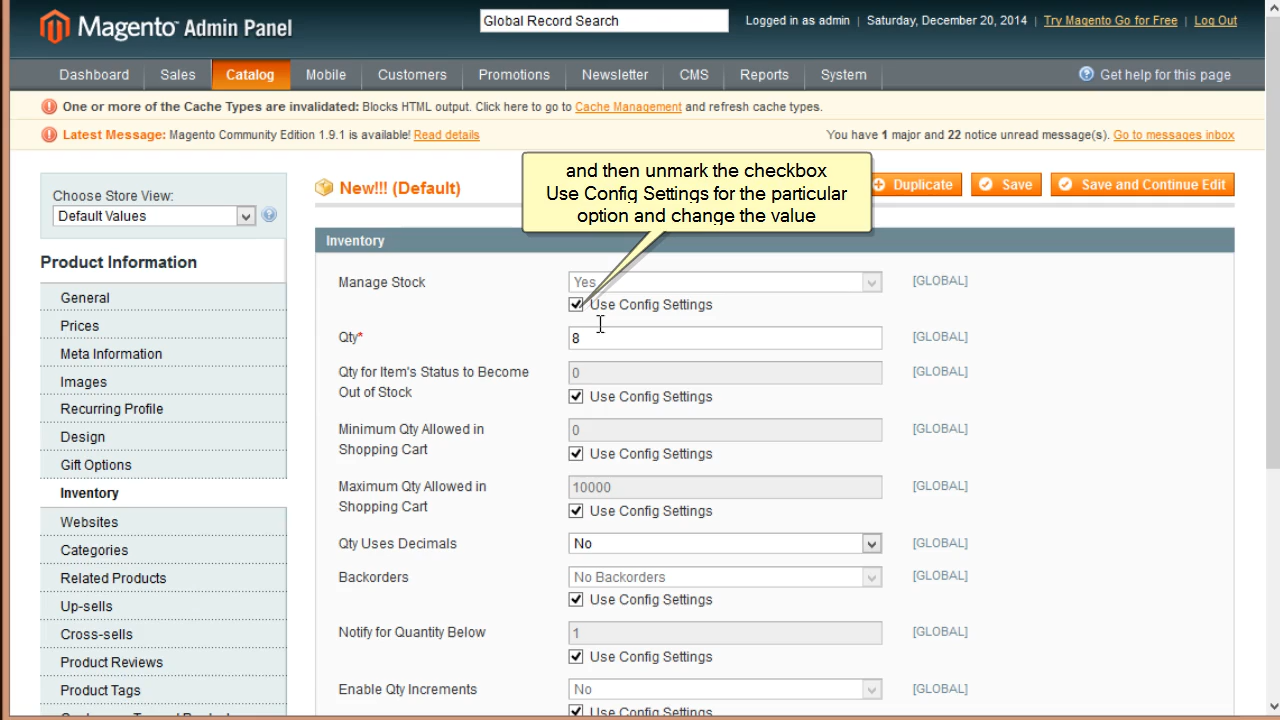 Magento™ Admin Panel
Global Record Search
Logged in as admin | Saturday, December 20, 2014 | Try Magento Go for Free | Log Out
Dashboard Sales Catalog Mobile Customers Promotions Newsletter CMS Reports System Get help for this page
One or more of the Cache Types are invalidated: Blocks HTML output. Click here to go to Cache Management and refresh cache types.
Latest Message: Magento Community Edition 1.9.1 is available! Read details You have 1 major and 22 notice unread message(s). Go to messages inbox
Choose Store View:
Default Values
Product Information
General
Prices
Meta Information
Images
Recurring Profile
Design
Gift Options
Inventory
Websites
Categories
Related Products
Up-sells
Cross-sells
Product Reviews
Product Tags
New!!! (Default)
and then unmark the checkbox
Use Config Settings for the particular
option and change the value
Duplicate Save Save and Continue Edit
Inventory
Manage Stock Yes [GLOBAL]
Use Config Settings
Qty* 8 [GLOBAL]
Qty for Item's Status to Become
Out of Stock
0 [GLOBAL]
Use Config Settings
Minimum Qty Allowed in
Shopping Cart
0 [GLOBAL]
Use Config Settings
Maximum Qty Allowed in
Shopping Cart
10000 [GLOBAL]
Use Config Settings
Qty Uses Decimals No [GLOBAL]
Backorders No Backorders [GLOBAL]
Use Config Settings
Notify for Quantity Below 1 [GLOBAL]
Use Config Settings
Enable Qty Increments No [GLOBAL]
Use Config Settings